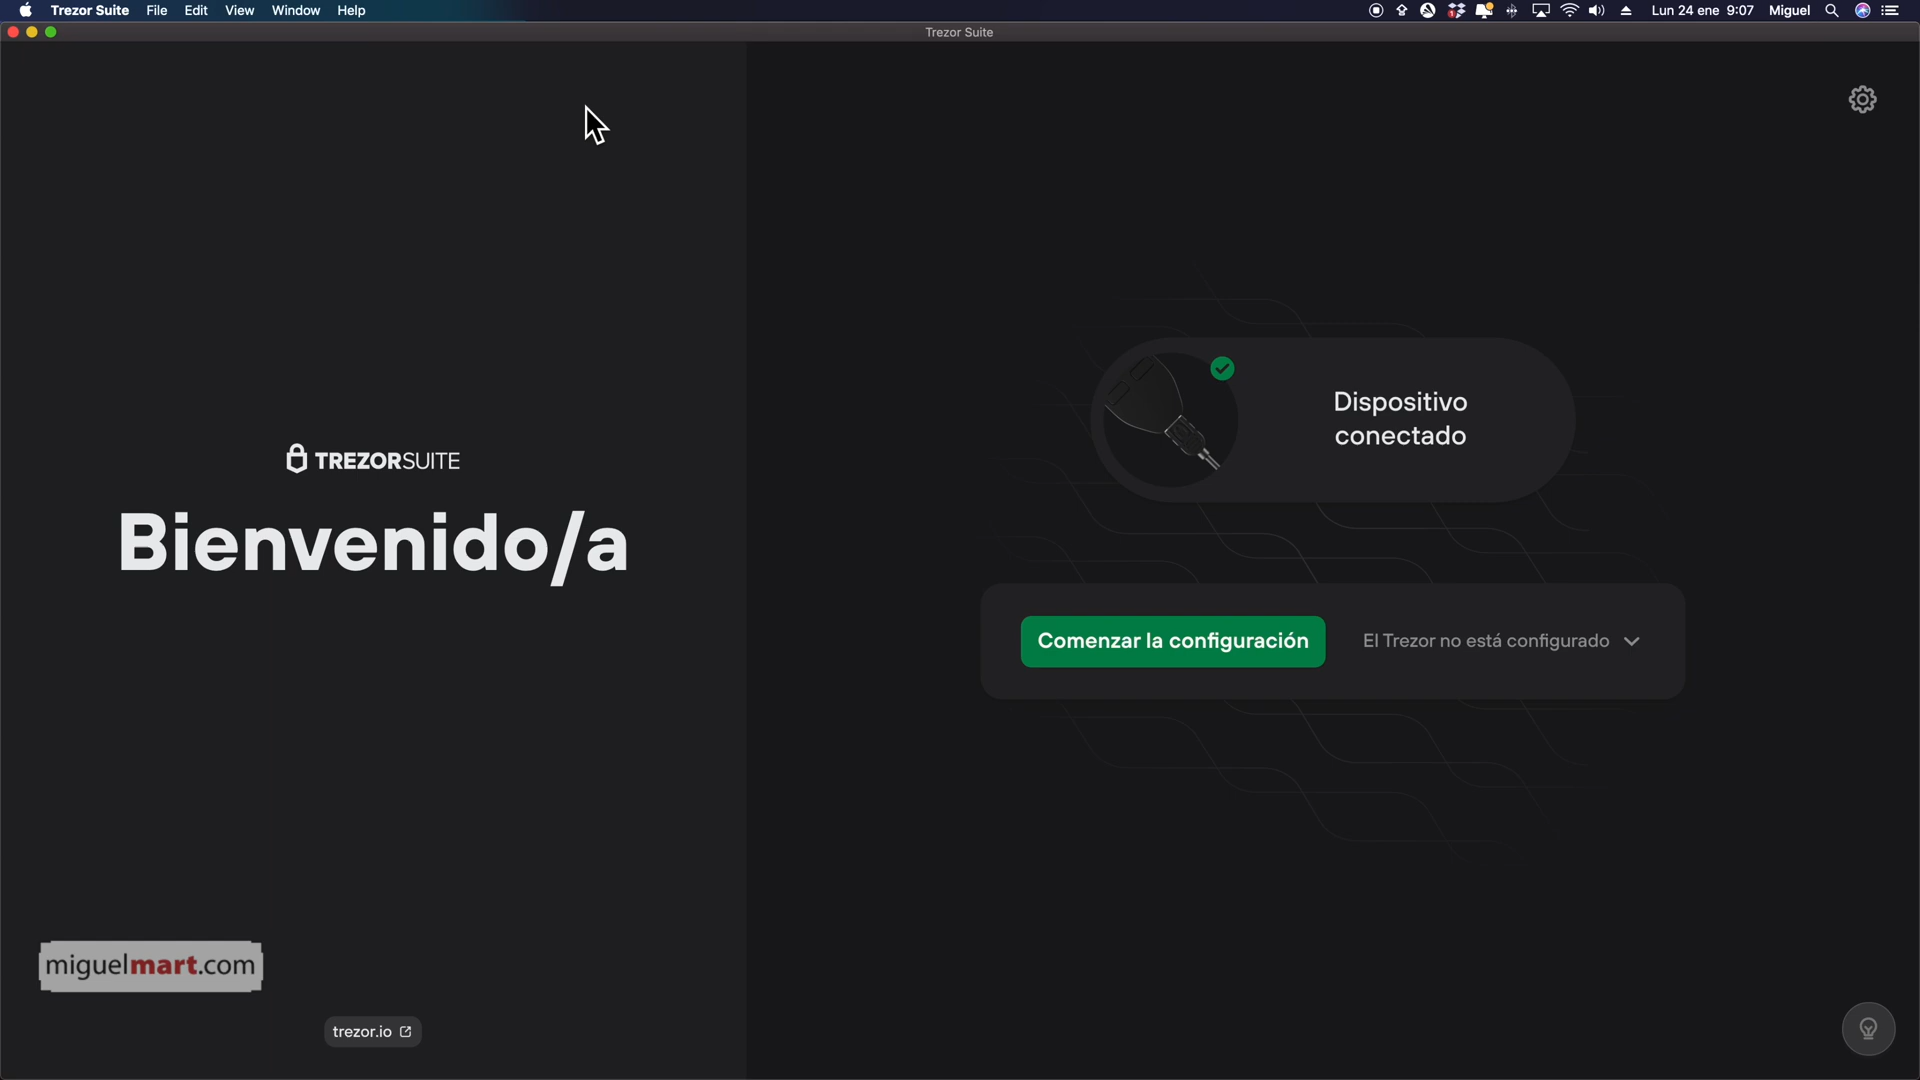 Trezor Suite File Edit View Window Help
1
Lun 24 ene 9:07 Miguel
Trezor Suite
TREZORSUITE
Bienvenido/a
Dispositivo
conectado
Comenzar la configuración
El Trezor no está configurado
miguelmart.com
trezor.io